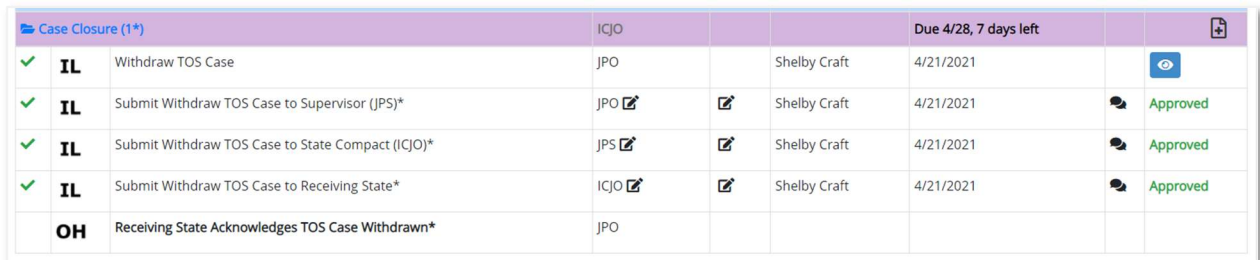 Case Closure (1*) ICJO Due 4/28, 7 days left
IL Withdraw TOS Case JPO Shelby Craft 4/21/2021
IL Submit Withdraw TOS Case to Supervisor (JPS)* JPO Shelby Craft 4/21/2021 Approved
IL Submit Withdraw TOS Case to State Compact (ICJO)* JPS Shelby Craft 4/21/2021 Approved
IL Submit Withdraw TOS Case to Receiving State* ICJO Shelby Craft 4/21/2021 Approved
OH Receiving State Acknowledges TOS Case Withdrawn* JPO